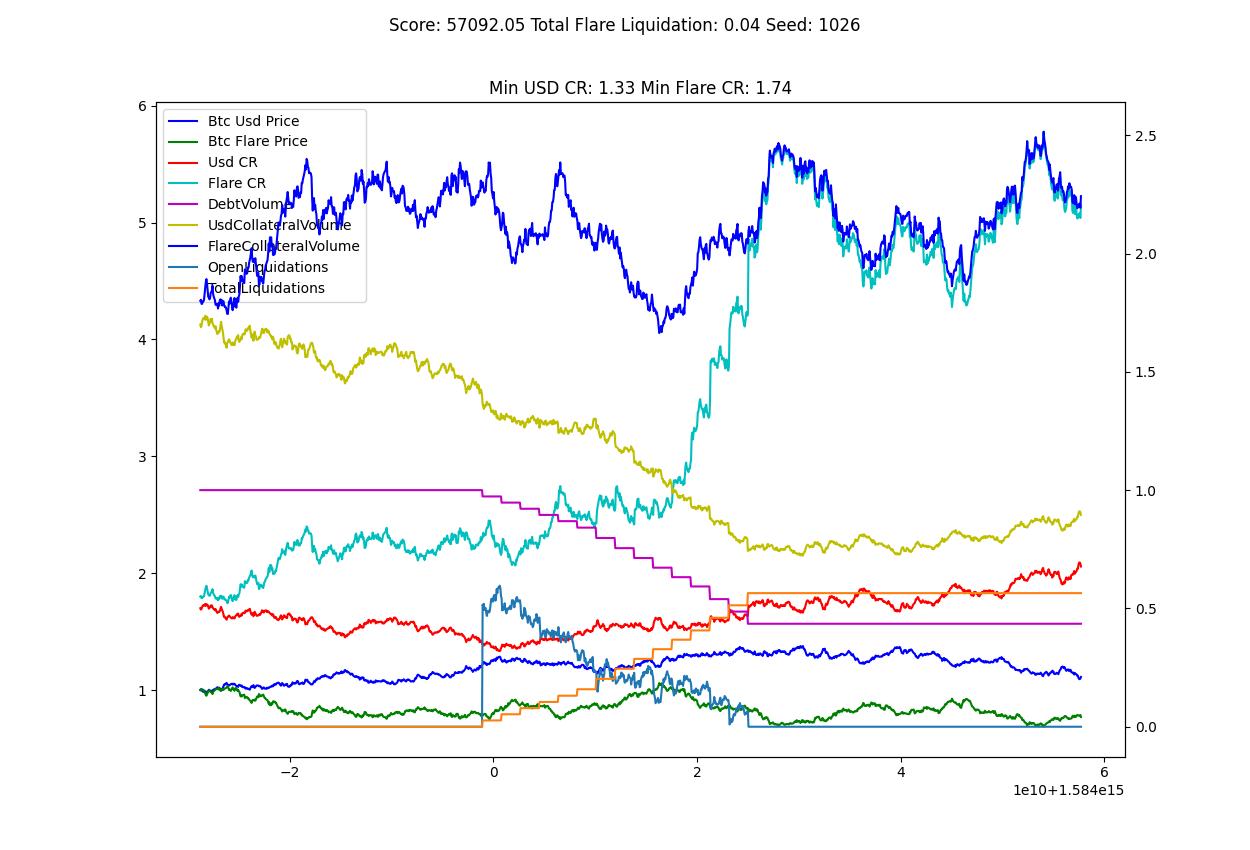 Score: 57092.05 Total Flare Liquidation: 0.04 Seed: 1026
Min USD CR: 1.33 Min Flare CR: 1.74
Btc Usd Price
Btc Flare Price
Usd CR
Flare CR
DebtVolume
UsdCollateralVolume
FlareCollateralVolume
OpenLiquidations
TotalLiquidations
6
5
4
3
2
1
2.5
2.0
1.5
1.0
0.5
0.0
−2
0
2
4
6
1e10+1.584e15